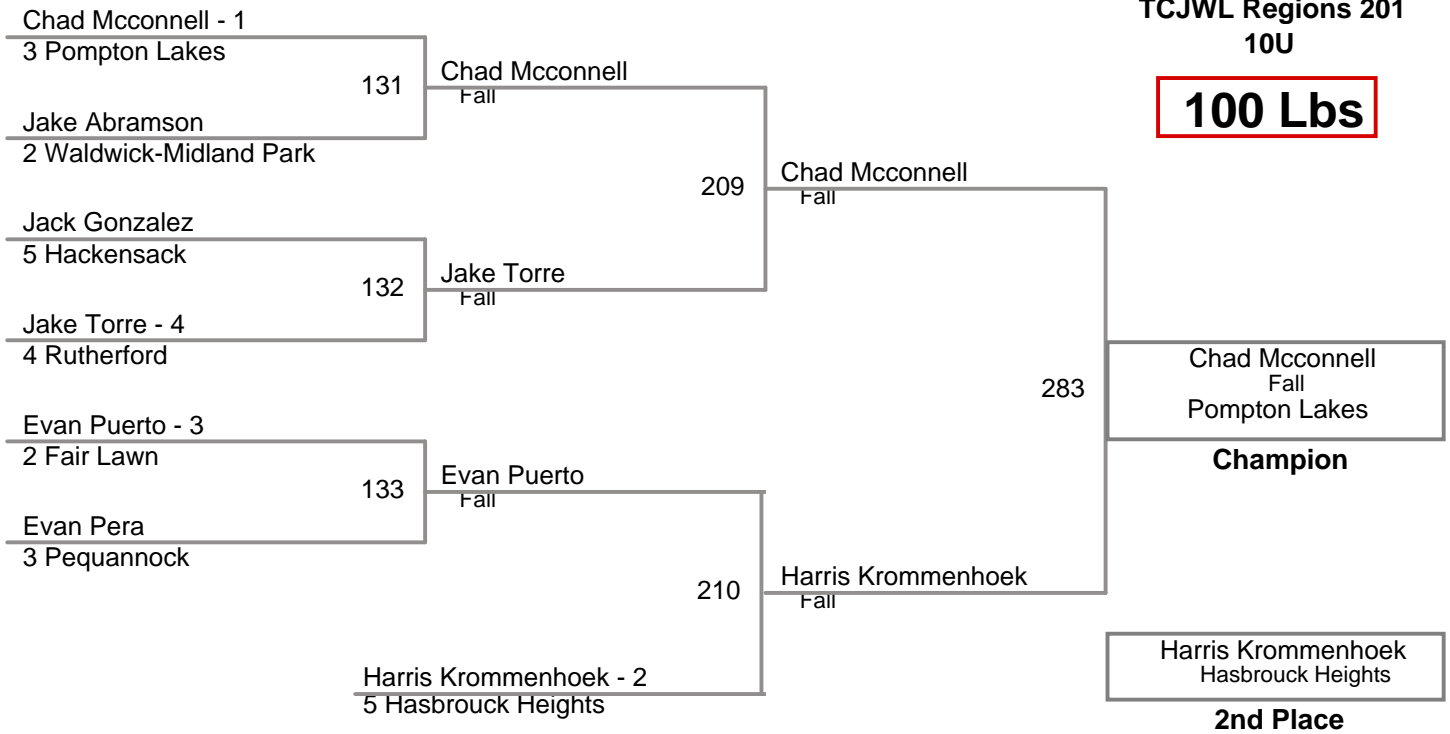 TCJWL Regions 201
10U
100 Lbs
Chad Mcconnell - 1
3 Pompton Lakes
131
Jake Abramson
2 Waldwick-Midland Park
Chad Mcconnell
Fall
Jack Gonzalez
5 Hackensack
132
Jake Torre - 4
4 Rutherford
Jake Torre
Fall
209
Chad Mcconnell
Fall
Evan Puerto - 3
2 Fair Lawn
133
Evan Pera
3 Pequannock
Evan Puerto
Fall
210
Harris Krommenhoek - 2
5 Hasbrouck Heights
Harris Krommenhoek
Fall
283
Chad Mcconnell
Fall
Pompton Lakes
Champion
Harris Krommenhoek
Hasbrouck Heights
2nd Place